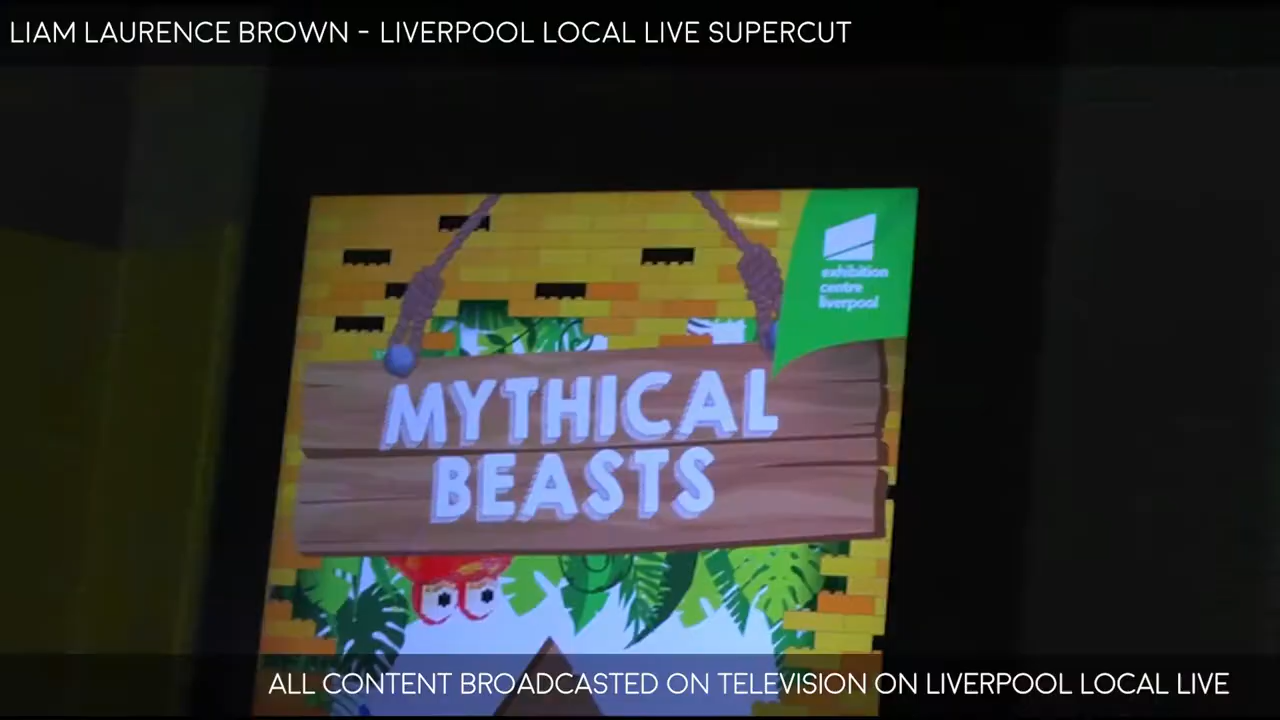 LIAM LAURENCE BROWN - LIVERPOOL LOCAL LIVE SUPERCUT
exhibition
centre
liverpool
MYTHICAL
BEASTS
ALL CONTENT BROADCASTED ON TELEVISION ON LIVERPOOL LOCAL LIVE